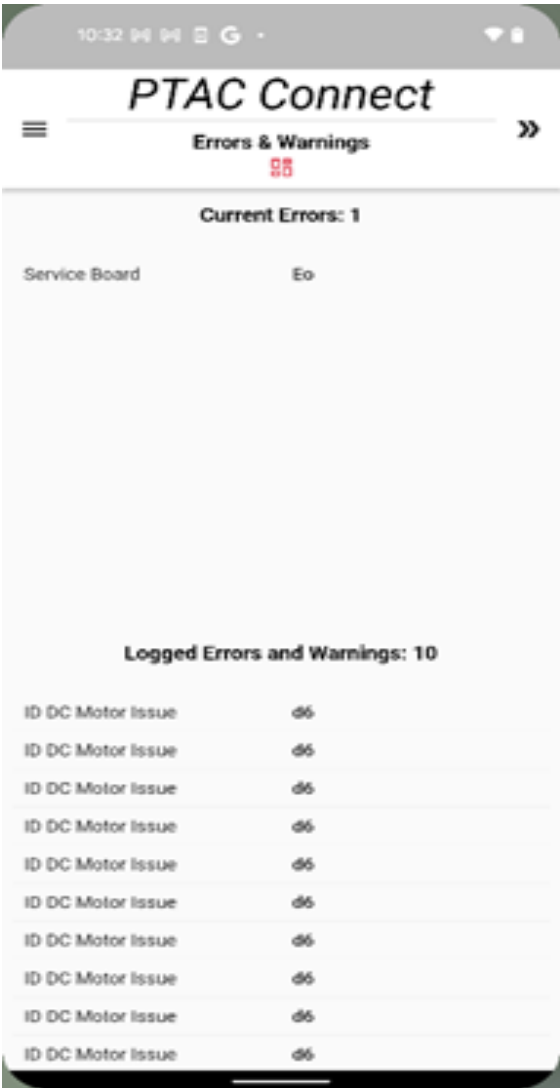 10:32 G
PTAC Connect
Errors & Warnings
Current Errors: 1
Service Board Eo
Logged Errors and Warnings: 10
ID DC Motor Issue d6
ID DC Motor Issue d6
ID DC Motor Issue d6
ID DC Motor Issue d6
ID DC Motor Issue d6
ID DC Motor Issue d6
ID DC Motor Issue d6
ID DC Motor Issue d6
ID DC Motor Issue d6
ID DC Motor Issue d6